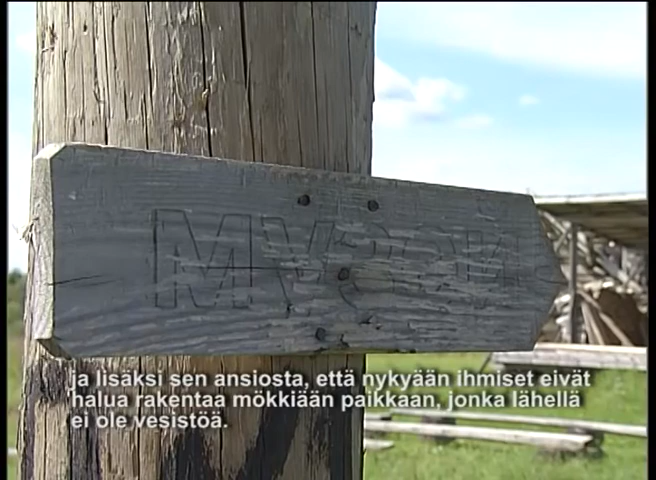 ja lisäksi sen ansiosta, että nykyään ihmiset eivät
halua rakentaa mökkiään paikkaan, jonka lähellä
ei ole vesistöä.